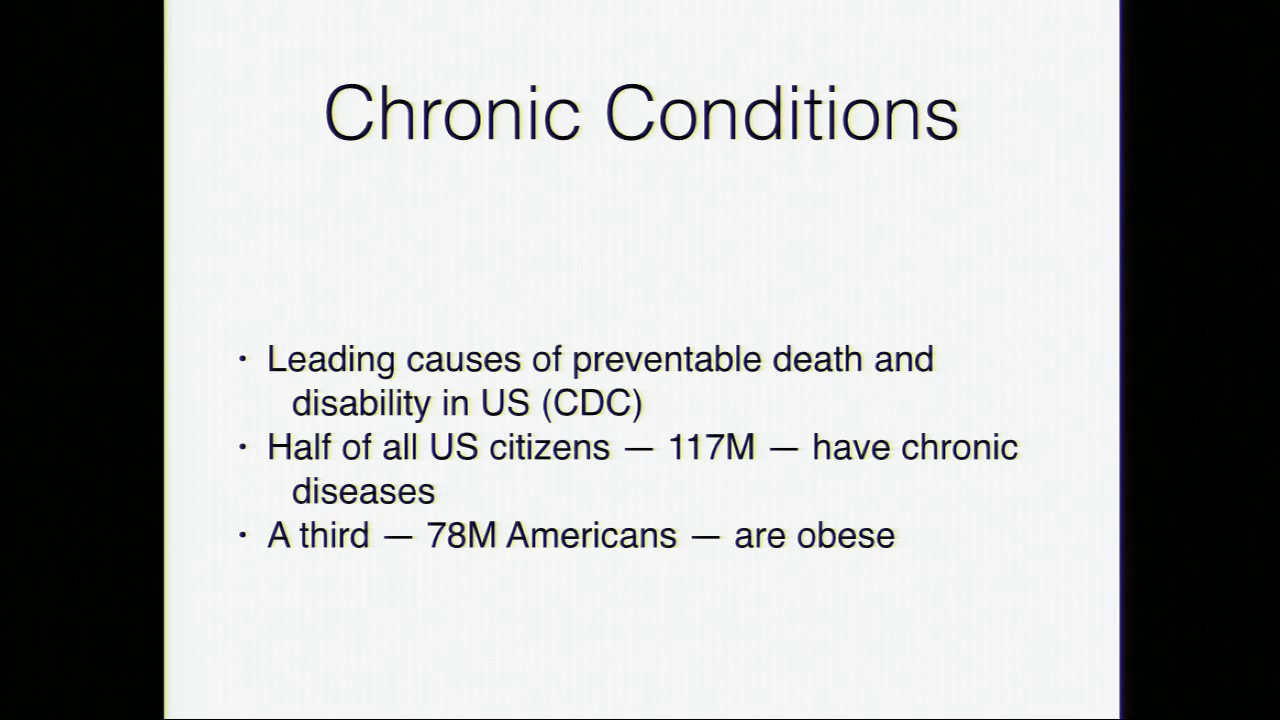 Chronic Conditions
• Leading causes of preventable death and
disability in US (CDC)
• Half of all US citizens — 117M — have chronic
diseases
• A third — 78M Americans — are obese